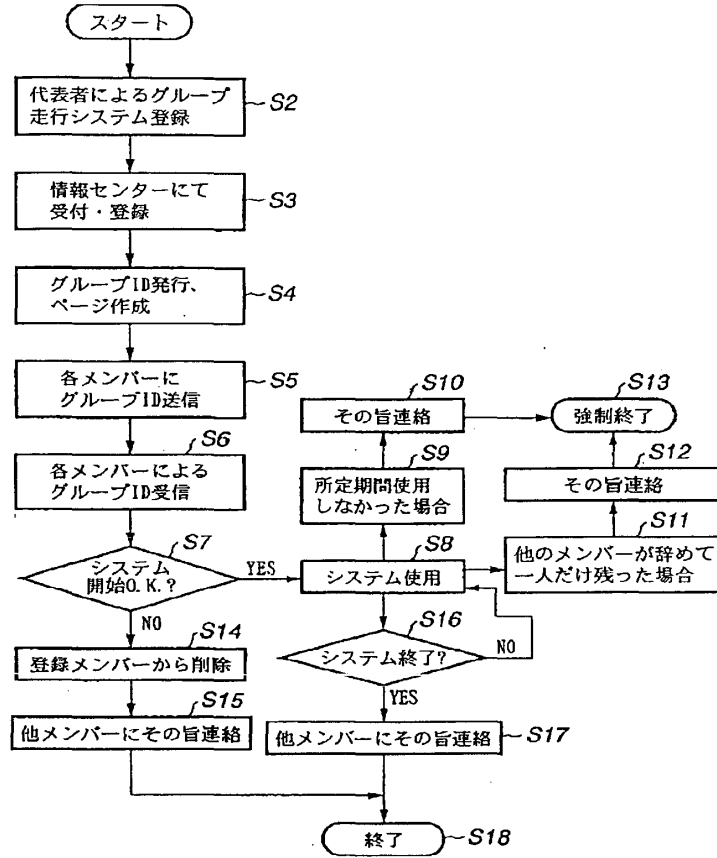 スタート
代表者によるグループ
走行システム登録
S2
情報センターにて
受付・登録
S3
グループID発行、
ページ作成
S4
各メンバーに
グループID送信
S5
S6
各メンバーによる
グループID受信
S7
システム
開始O.K.?
YES
NO
S14
登録メンバーから削除
S15
他メンバーにその旨連絡
S10
その旨連絡
S9
所定期間使用
しなかった場合
S8
システム使用
S13
強制終了
S12
その旨連絡
S11
他のメンバーが辞めて
一人だけ残った場合
S16
システム終了?
NO
YES
他メンバーにその旨連絡
S17
終了
S18